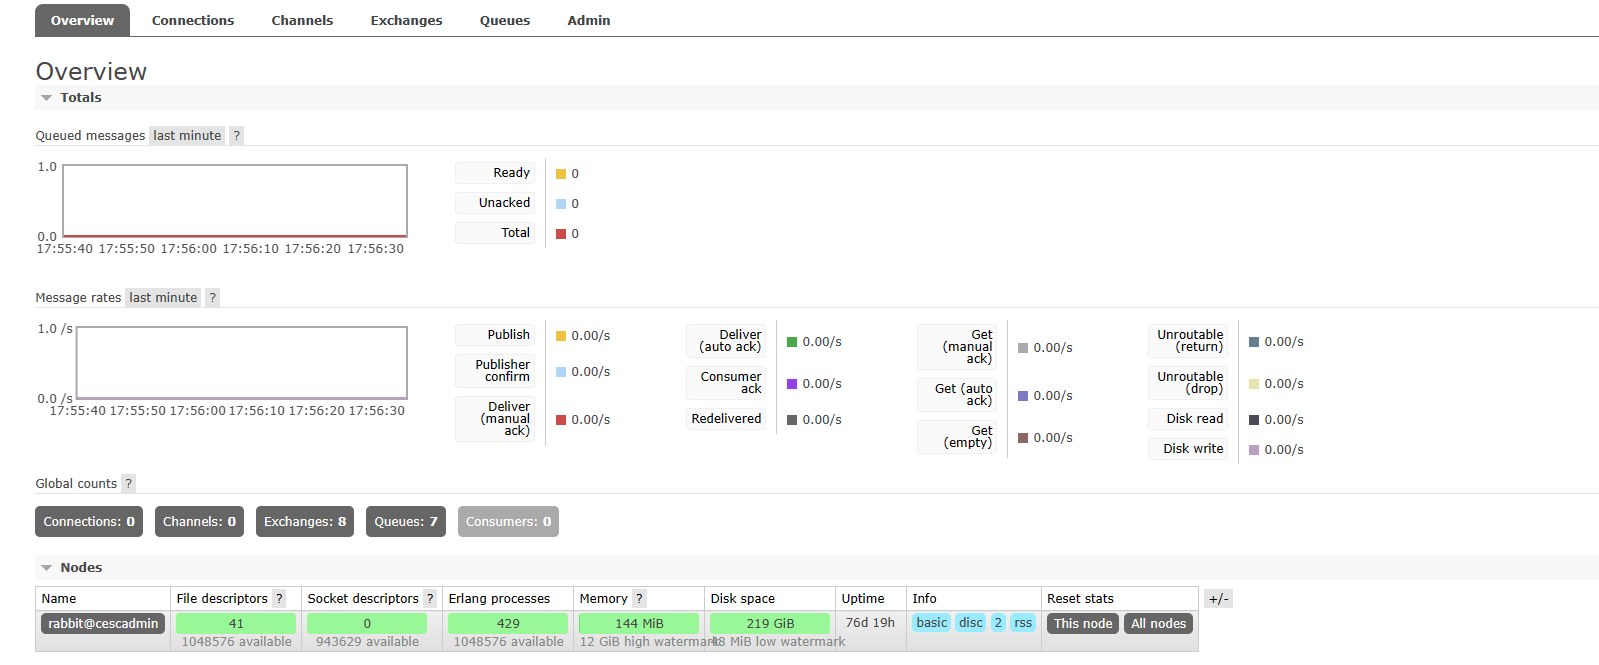 Overview Connections Channels Exchanges Queues Admin
Overview
Totals
Queued messages last minute ?
1.0
0.0
17:55:40 17:55:50 17:56:00 17:56:10 17:56:20 17:56:30
Ready 0
Unacked 0
Total 0
Message rates last minute ?
1.0 /s
0.0 /s
17:55:40 17:55:50 17:56:00 17:56:10 17:56:20 17:56:30
Publish 0.00/s
Publisher
confirm 0.00/s
Deliver
(manual
ack) 0.00/s
Deliver
(auto ack) 0.00/s
Consumer
ack 0.00/s
Redelivered 0.00/s
Get
(manual
ack) 0.00/s
Get (auto
ack) 0.00/s
Get
(empty) 0.00/s
Unroutable
(return) 0.00/s
Unroutable
(drop) 0.00/s
Disk read 0.00/s
Disk write 0.00/s
Global counts ?
Connections: 0 Channels: 0 Exchanges: 8 Queues: 7 Consumers: 0
Nodes
Name File descriptors ? Socket descriptors ? Erlang processes Memory ? Disk space Uptime Info Reset stats +/-
rabbit@cescadmin 41 0 429 144 MiB 219 GiB 76d 19h basic disc 2 rss This node All nodes
1048576 available 943629 available 1048576 available 12 GiB high watermark 48 MiB low watermark